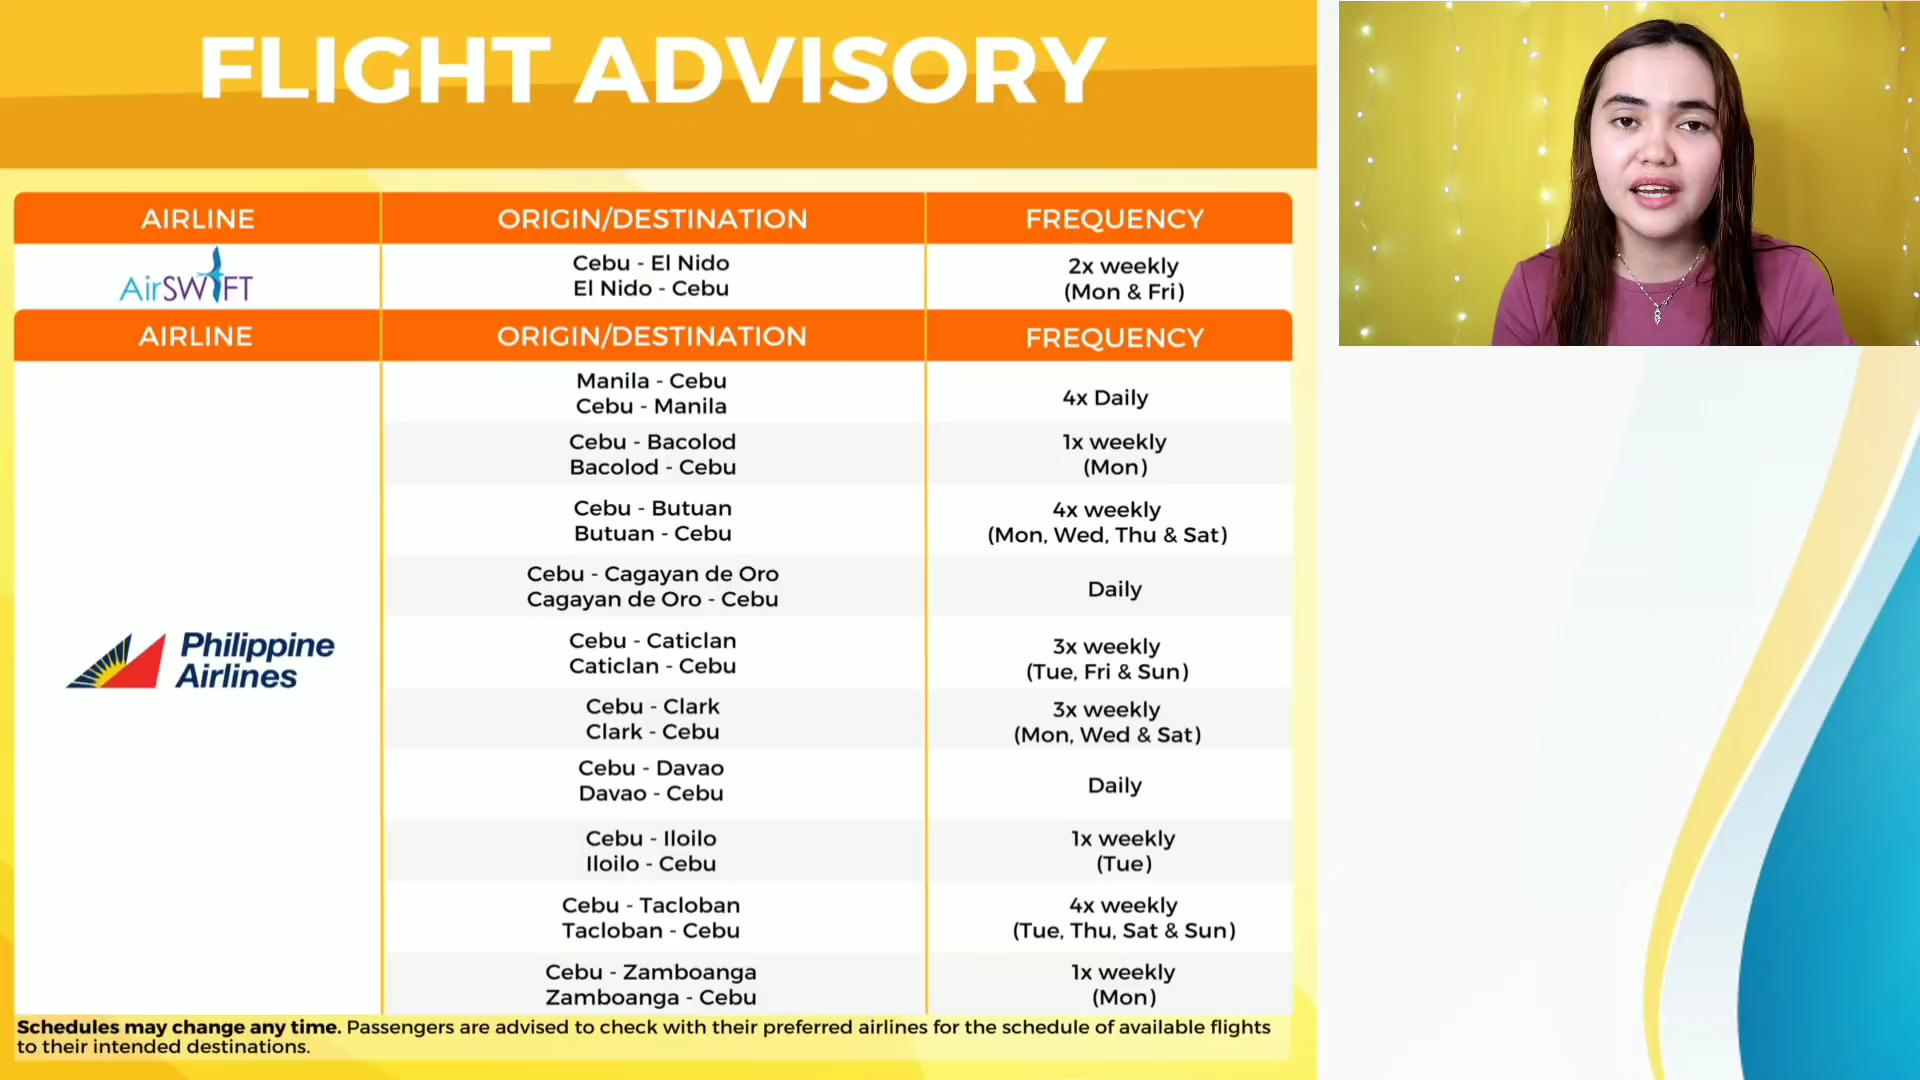 FLIGHT ADVISORY
AIRLINE ORIGIN/DESTINATION FREQUENCY
AirSWIFT
Cebu - El Nido
El Nido - Cebu
2x weekly
(Mon & Fri)
AIRLINE ORIGIN/DESTINATION FREQUENCY
Philippine
Airlines
Manila - Cebu
Cebu - Manila
4x Daily
Cebu - Bacolod
Bacolod - Cebu
1x weekly
(Mon)
Cebu - Butuan
Butuan - Cebu
4x weekly
(Mon, Wed, Thu & Sat)
Cebu - Cagayan de Oro
Cagayan de Oro - Cebu
Daily
Cebu - Caticlan
Caticlan - Cebu
3x weekly
(Tue, Fri & Sun)
Cebu - Clark
Clark - Cebu
3x weekly
(Mon, Wed & Sat)
Cebu - Davao
Davao - Cebu
Daily
Cebu - Iloilo
Iloilo - Cebu
1x weekly
(Tue)
Cebu - Tacloban
Tacloban - Cebu
4x weekly
(Tue, Thu, Sat & Sun)
Cebu - Zamboanga
Zamboanga - Cebu
1x weekly
(Mon)
Schedules may change any time. Passengers are advised to check with their preferred airlines for the schedule of available flights
to their intended destinations.